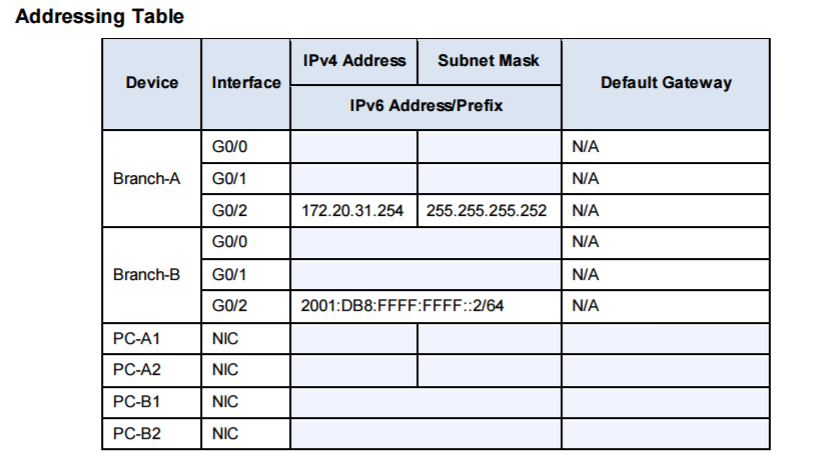 Addressing Table
Device Interface IPv4 Address Subnet Mask Default Gateway
IPv6 Address/Prefix
Branch-A G0/0 N/A
G0/1 N/A
G0/2 172.20.31.254 255.255.255.252 N/A
Branch-B G0/0 N/A
G0/1 N/A
G0/2 2001:DB8:FFFF:FFFF::2/64 N/A
PC-A1 NIC
PC-A2 NIC
PC-B1 NIC
PC-B2 NIC